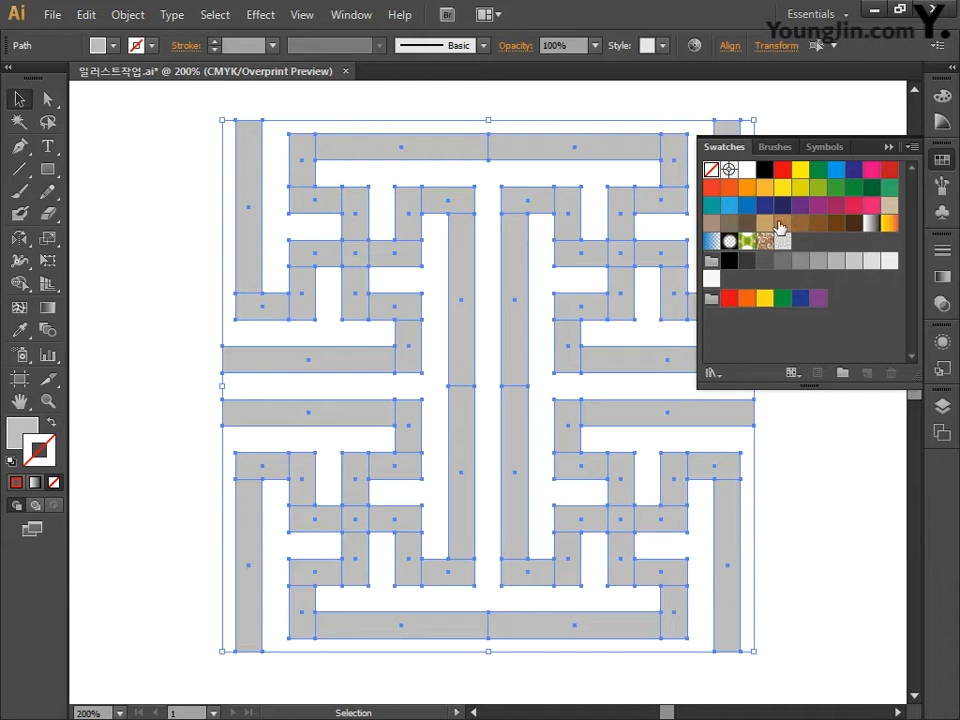 Ai File Edit Object Type Select Effect View Window Help Br Essentials
YoungJin.com Y.
Path Stroke: Basic Opacity: 100% Style: Align Transform
일러스트작업.ai* @ 200% (CMYK/Overprint Preview) ×
Swatches Brushes Symbols
200% 1 Selection